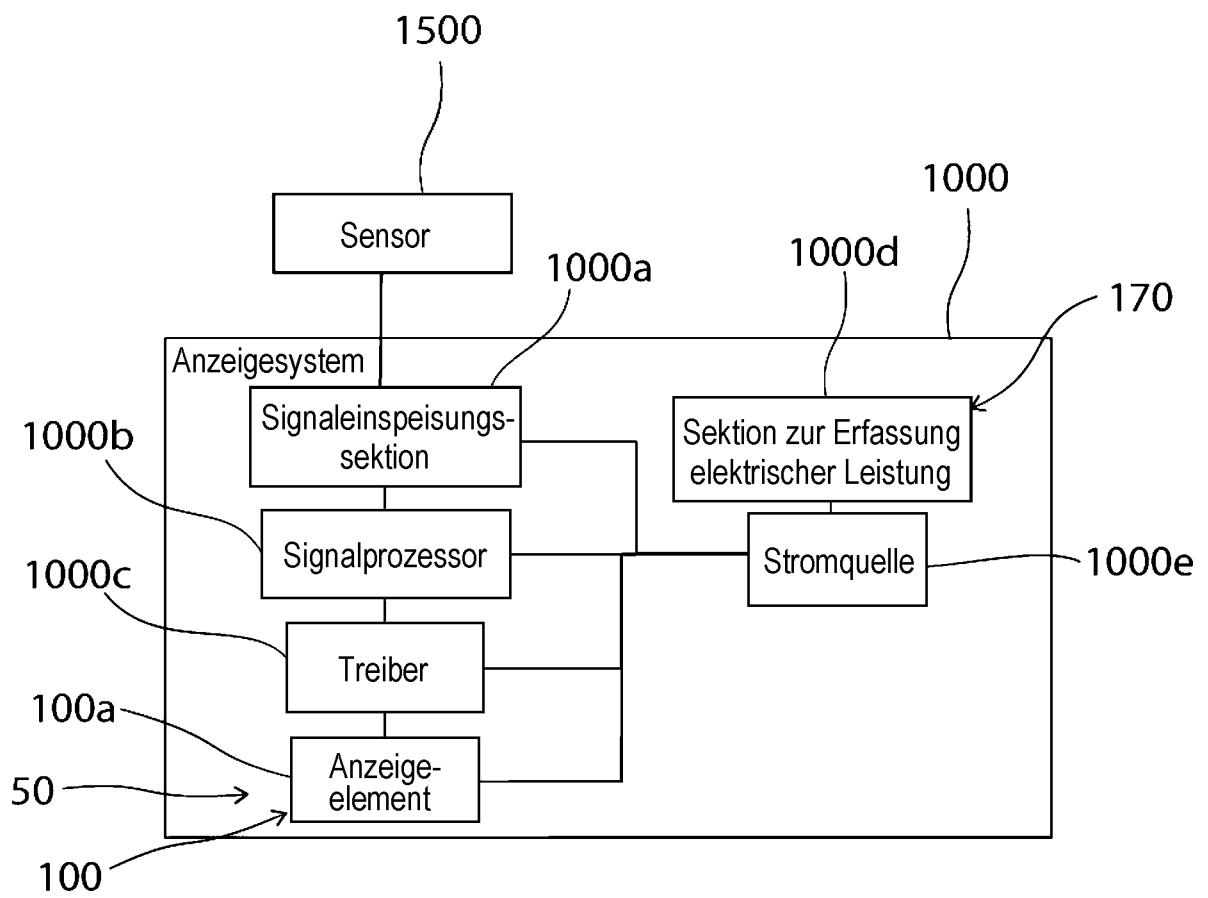 1500
Sensor
1000
1000a
1000d
170
Anzeigesystem
Signaleinspeisungs-
sektion
Sektion zur Erfassung
elektrischer Leistung
1000b
Signalprozessor
Stromquelle
1000e
1000c
Treiber
100a
Anzeige-
element
50
100